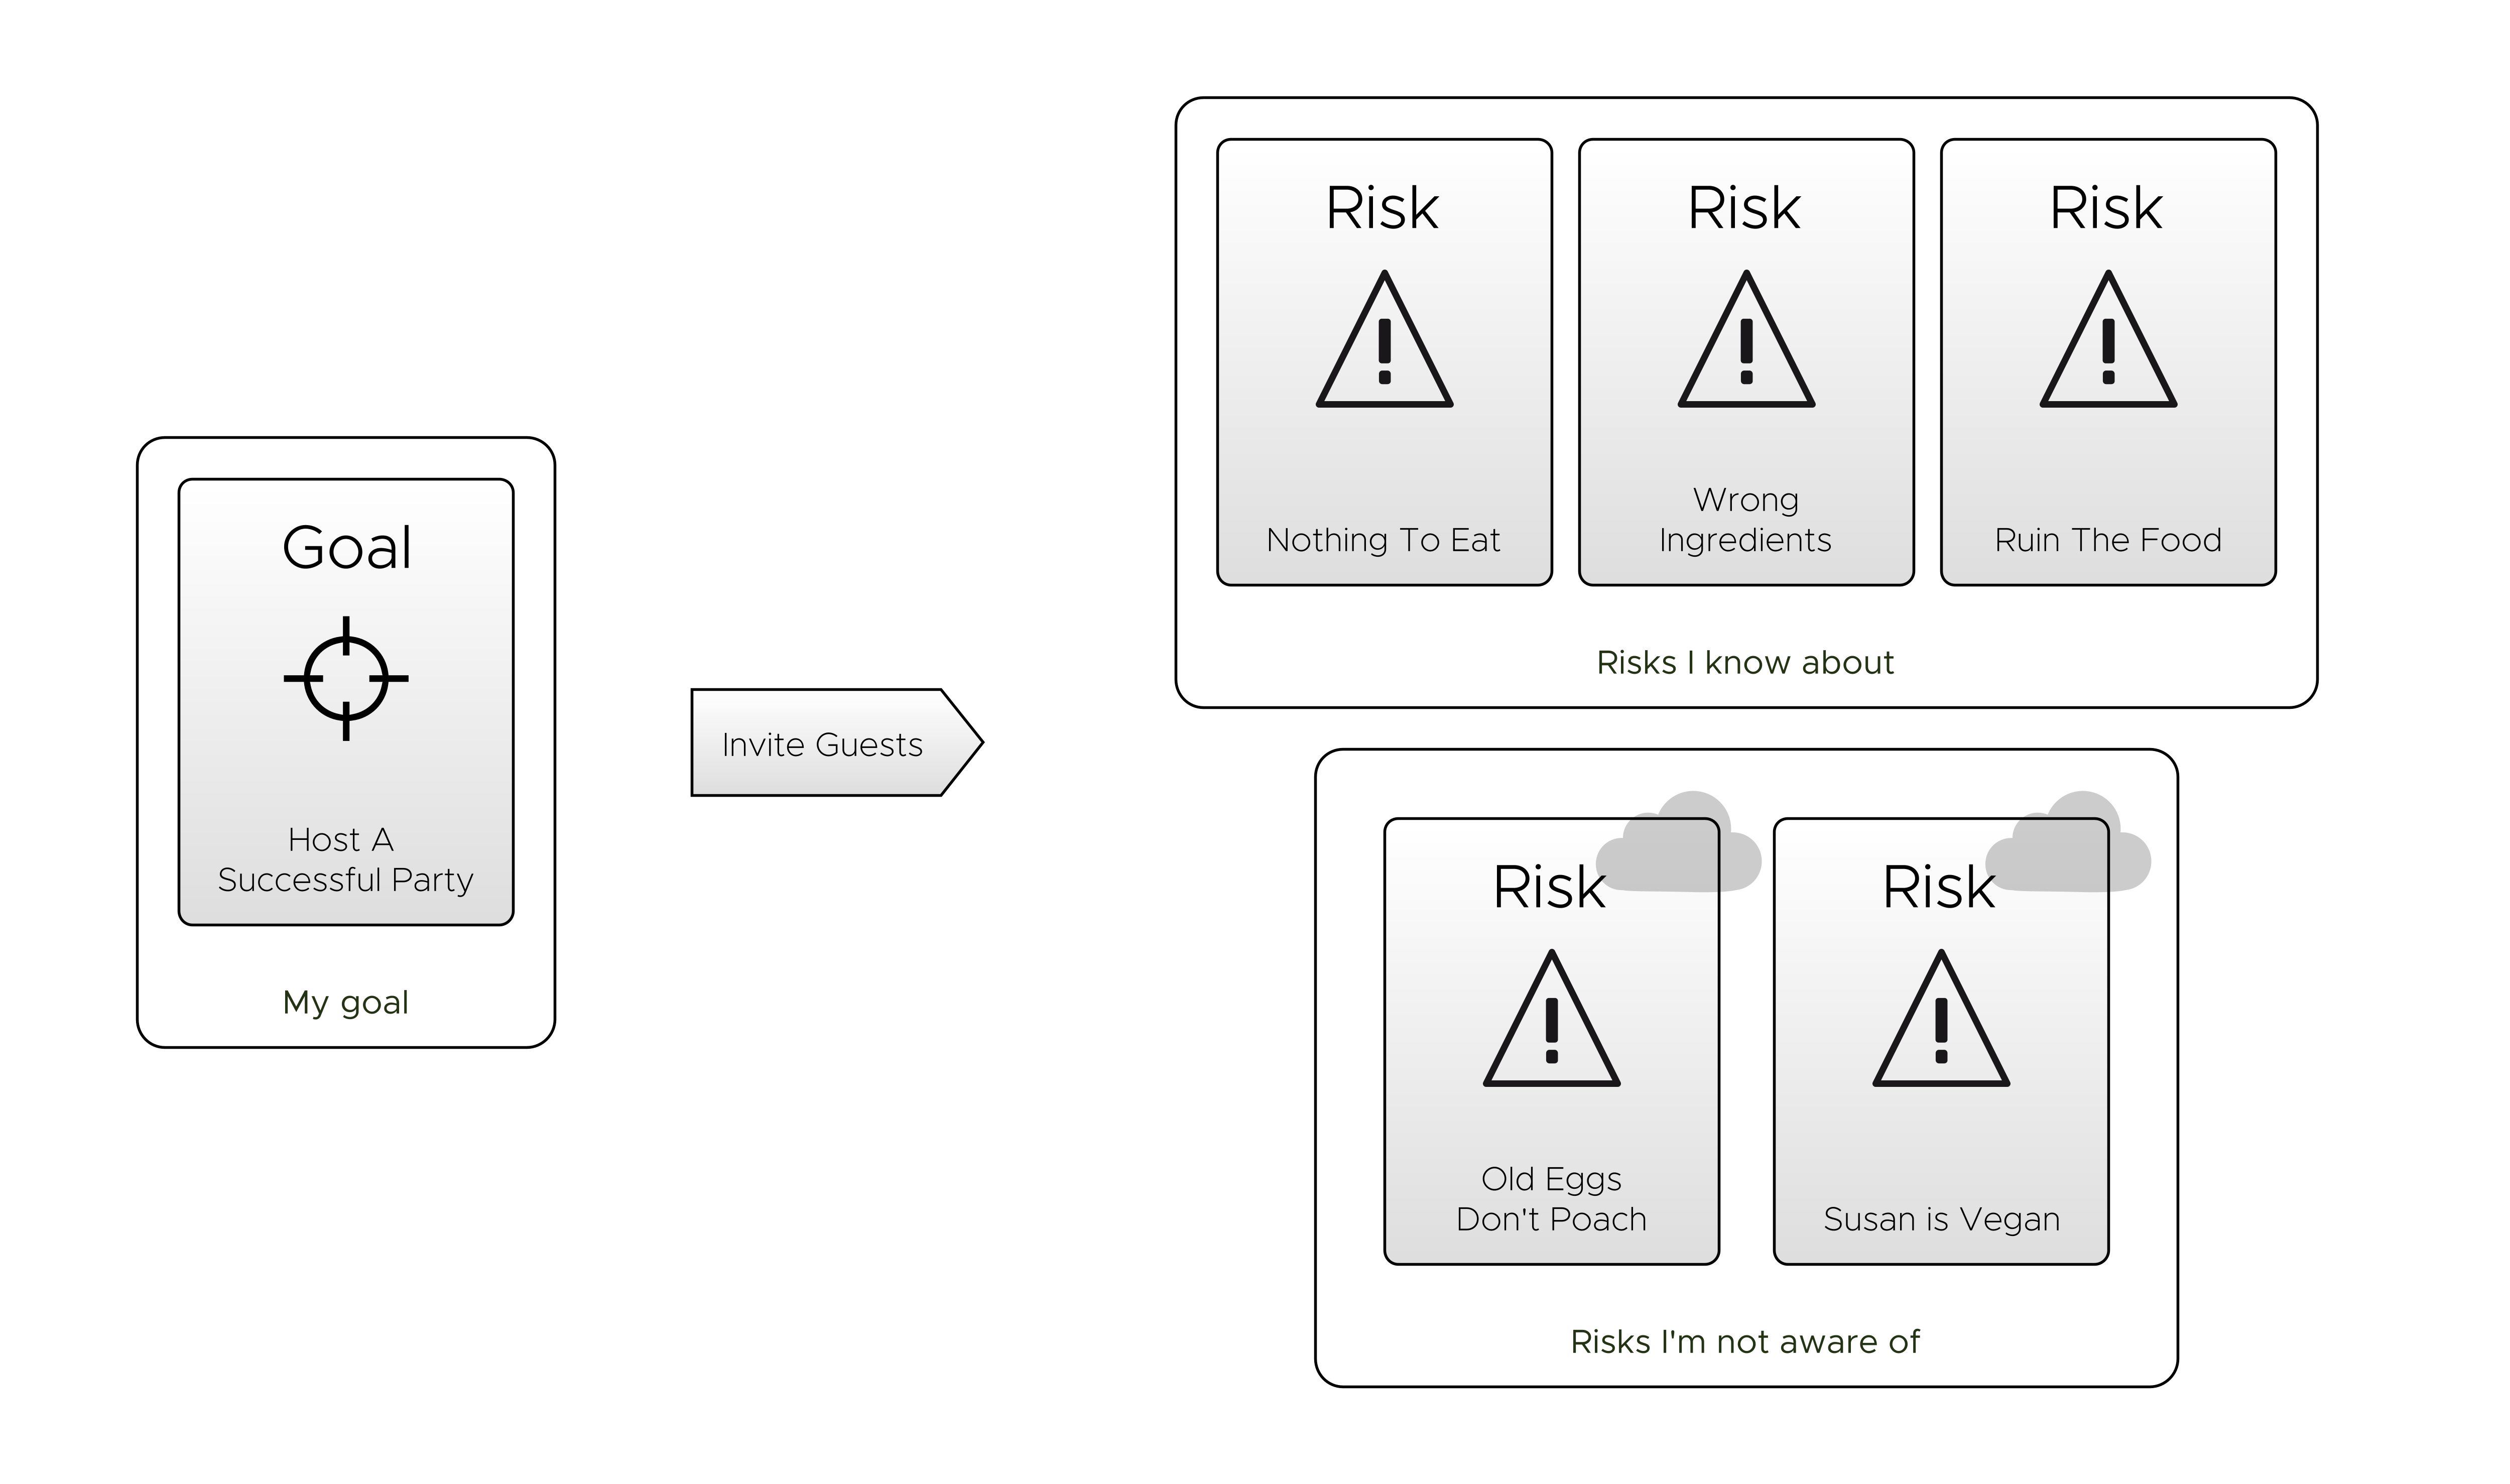 Goal
Host A
Successful Party
My goal
Invite Guests
Risk
Nothing To Eat
Risk
Wrong
Ingredients
Risk
Ruin The Food
Risks I know about
Risk
Old Eggs
Don't Poach
Risk
Susan is Vegan
Risks I'm not aware of